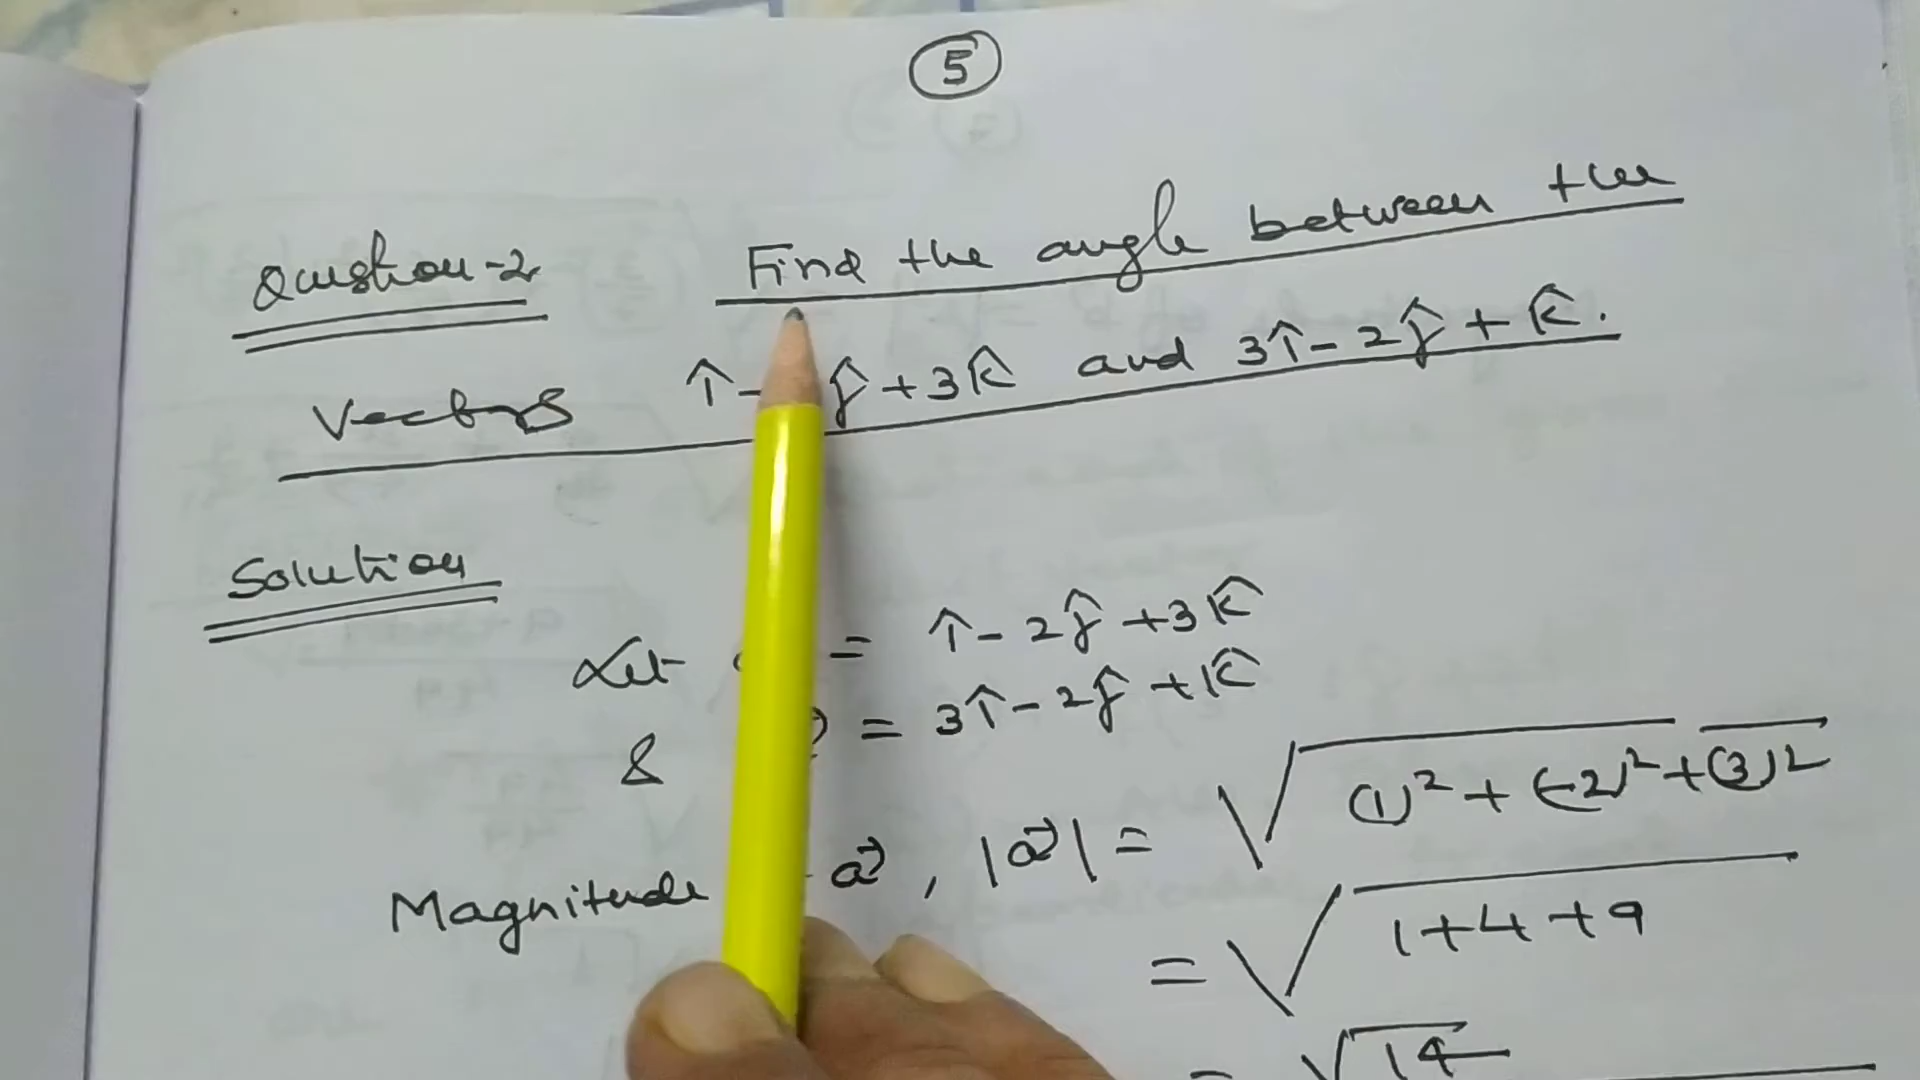 5
Question-2 Find the angle between the
Vectors î - ĵ + 3k̂ and 3î - 2ĵ + k̂.
Solution
Let = î - 2ĵ + 3k̂
& = 3î - 2ĵ + k̂
Magnitude a⃗, |a⃗| = √(1)² + (-2)² + (3)²
= √1+4+9
= √14